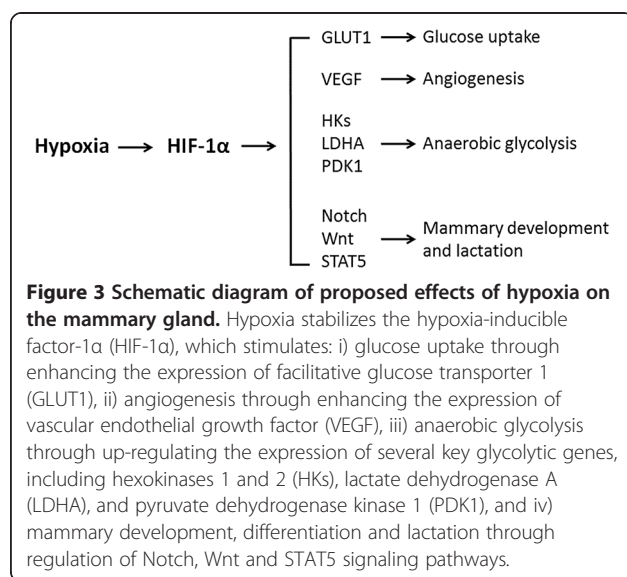 GLUT1 → Glucose uptake
VEGF → Angiogenesis
HKs
LDHA → Anaerobic glycolysis
PDK1
Hypoxia → HIF-1α →
Notch
Wnt → Mammary development and lactation
STAT5
Figure 3 Schematic diagram of proposed effects of hypoxia on
the mammary gland. Hypoxia stabilizes the hypoxia-inducible
factor-1α (HIF-1α), which stimulates: i) glucose uptake through
enhancing the expression of facilitative glucose transporter 1
(GLUT1), ii) angiogenesis through enhancing the expression of
vascular endothelial growth factor (VEGF), iii) anaerobic glycolysis
through up-regulating the expression of several key glycolytic genes,
including hexokinases 1 and 2 (HKs), lactate dehydrogenase A
(LDHA), and pyruvate dehydrogenase kinase 1 (PDK1), and iv)
mammary development, differentiation and lactation through
regulation of Notch, Wnt and STAT5 signaling pathways.